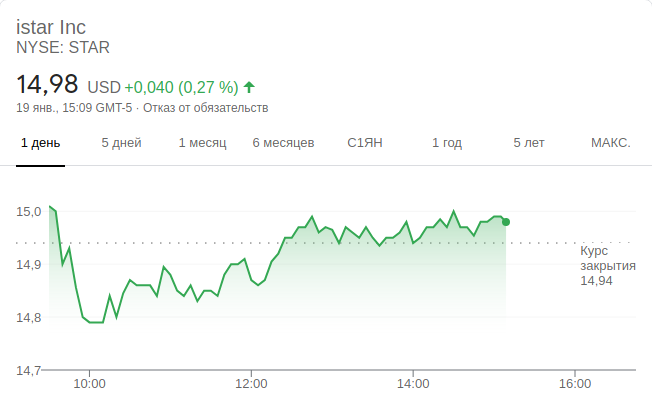 istar Inc
NYSE: STAR
14,98 USD +0,040 (0,27 %)
19 янв., 15:09 GMT-5 · Отказ от обязательств
1 день 5 дней 1 месяц 6 месяцев С1ЯН 1 год 5 лет МАКС.
15,0
Курс
закрытия
14,94
14,9
14,8
14,7
10:00 12:00 14:00 16:00